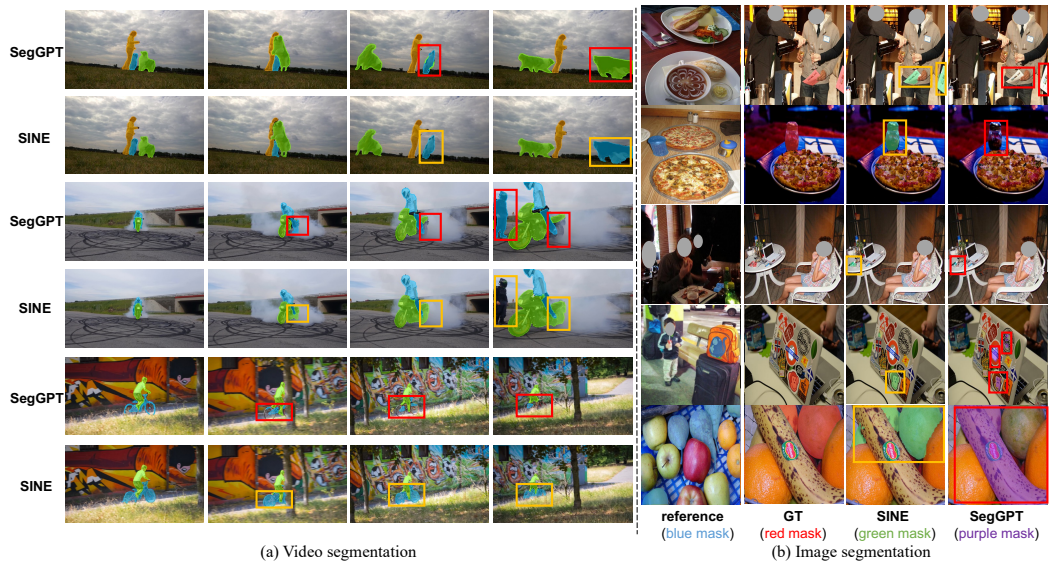 SegGPT
SINE
SegGPT
SINE
SegGPT
SINE
(a) Video segmentation
reference
(blue mask)
GT
(red mask)
SINE
(green mask)
SegGPT
(purple mask)
(b) Image segmentation